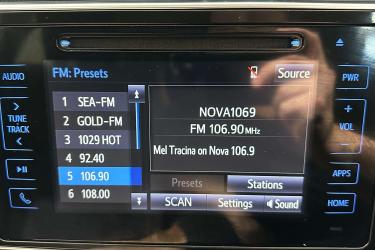 AUDIO
FM: Presets
Source
PWR
TUNE
TRACK
1 SEA-FM
2 GOLD-FM
3 1029 HOT
4 92.40
5 106.90
6 108.00
NOVA1069
FM 106.90 MHz
Mel Tracina on Nova 106.9
Presets
Stations
SCAN
Settings
Sound
+
VOL
-
APPS
HOME